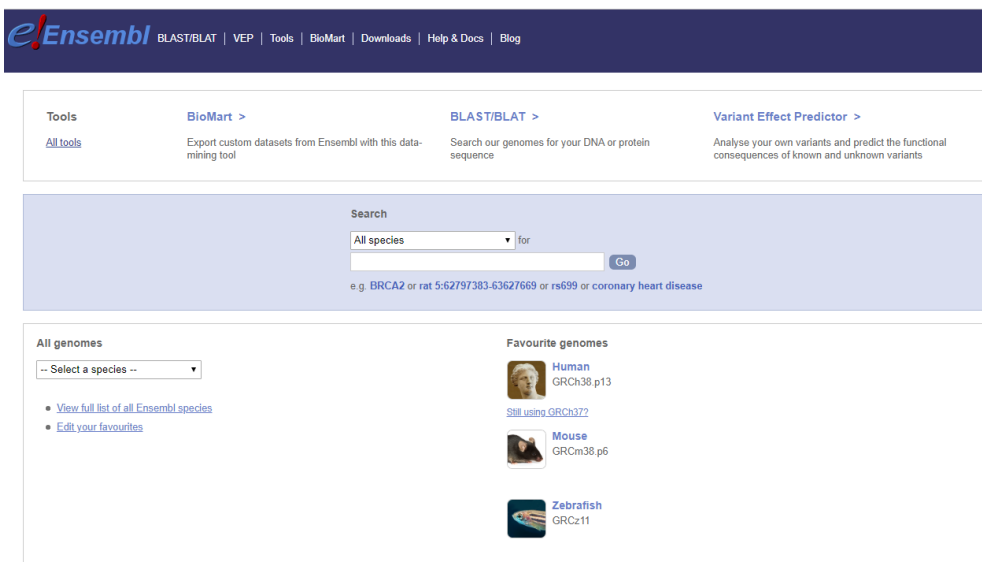 e!Ensembl BLAST/BLAT | VEP | Tools | BioMart | Downloads | Help & Docs | Blog
Tools
All tools
BioMart >
Export custom datasets from Ensembl with this data-
mining tool
BLAST/BLAT >
Search our genomes for your DNA or protein
sequence
Variant Effect Predictor >
Analyse your own variants and predict the functional
consequences of known and unknown variants
Search
All species for
Go
e.g. BRCA2 or rat 5:62797383-63627669 or rs699 or coronary heart disease
All genomes
-- Select a species --
View full list of all Ensembl species
Edit your favourites
Favourite genomes
Human
GRCh38.p13
Still using GRCh37?
Mouse
GRCm38.p6
Zebrafish
GRCz11